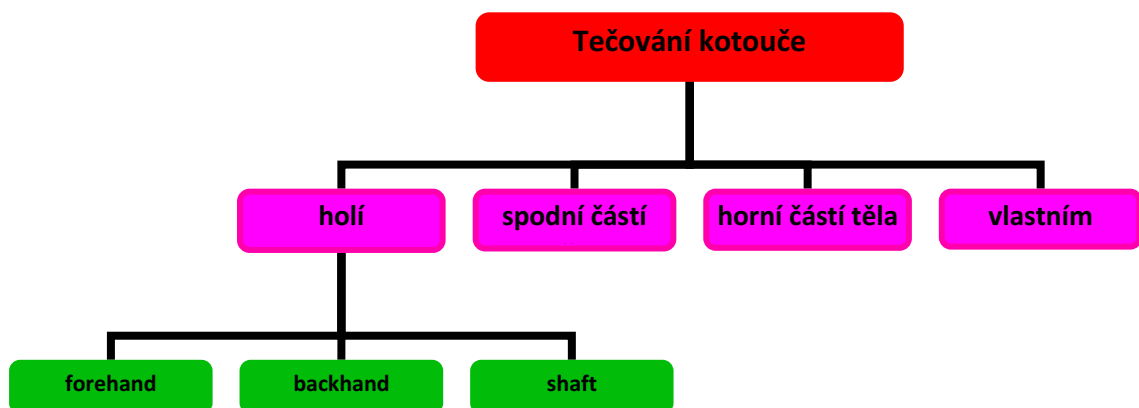 Tečování kotouče
holí
spodní částí
horní částí těla
vlastním
forehand
backhand
shaft